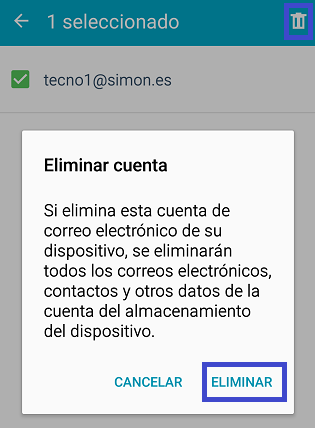 1 seleccionado
tecno1@simon.es
Eliminar cuenta
Si elimina esta cuenta de
correo electrónico de su
dispositivo, se eliminarán
todos los correos electrónicos,
contactos y otros datos de la
cuenta del almacenamiento
del dispositivo.
CANCELAR ELIMINAR